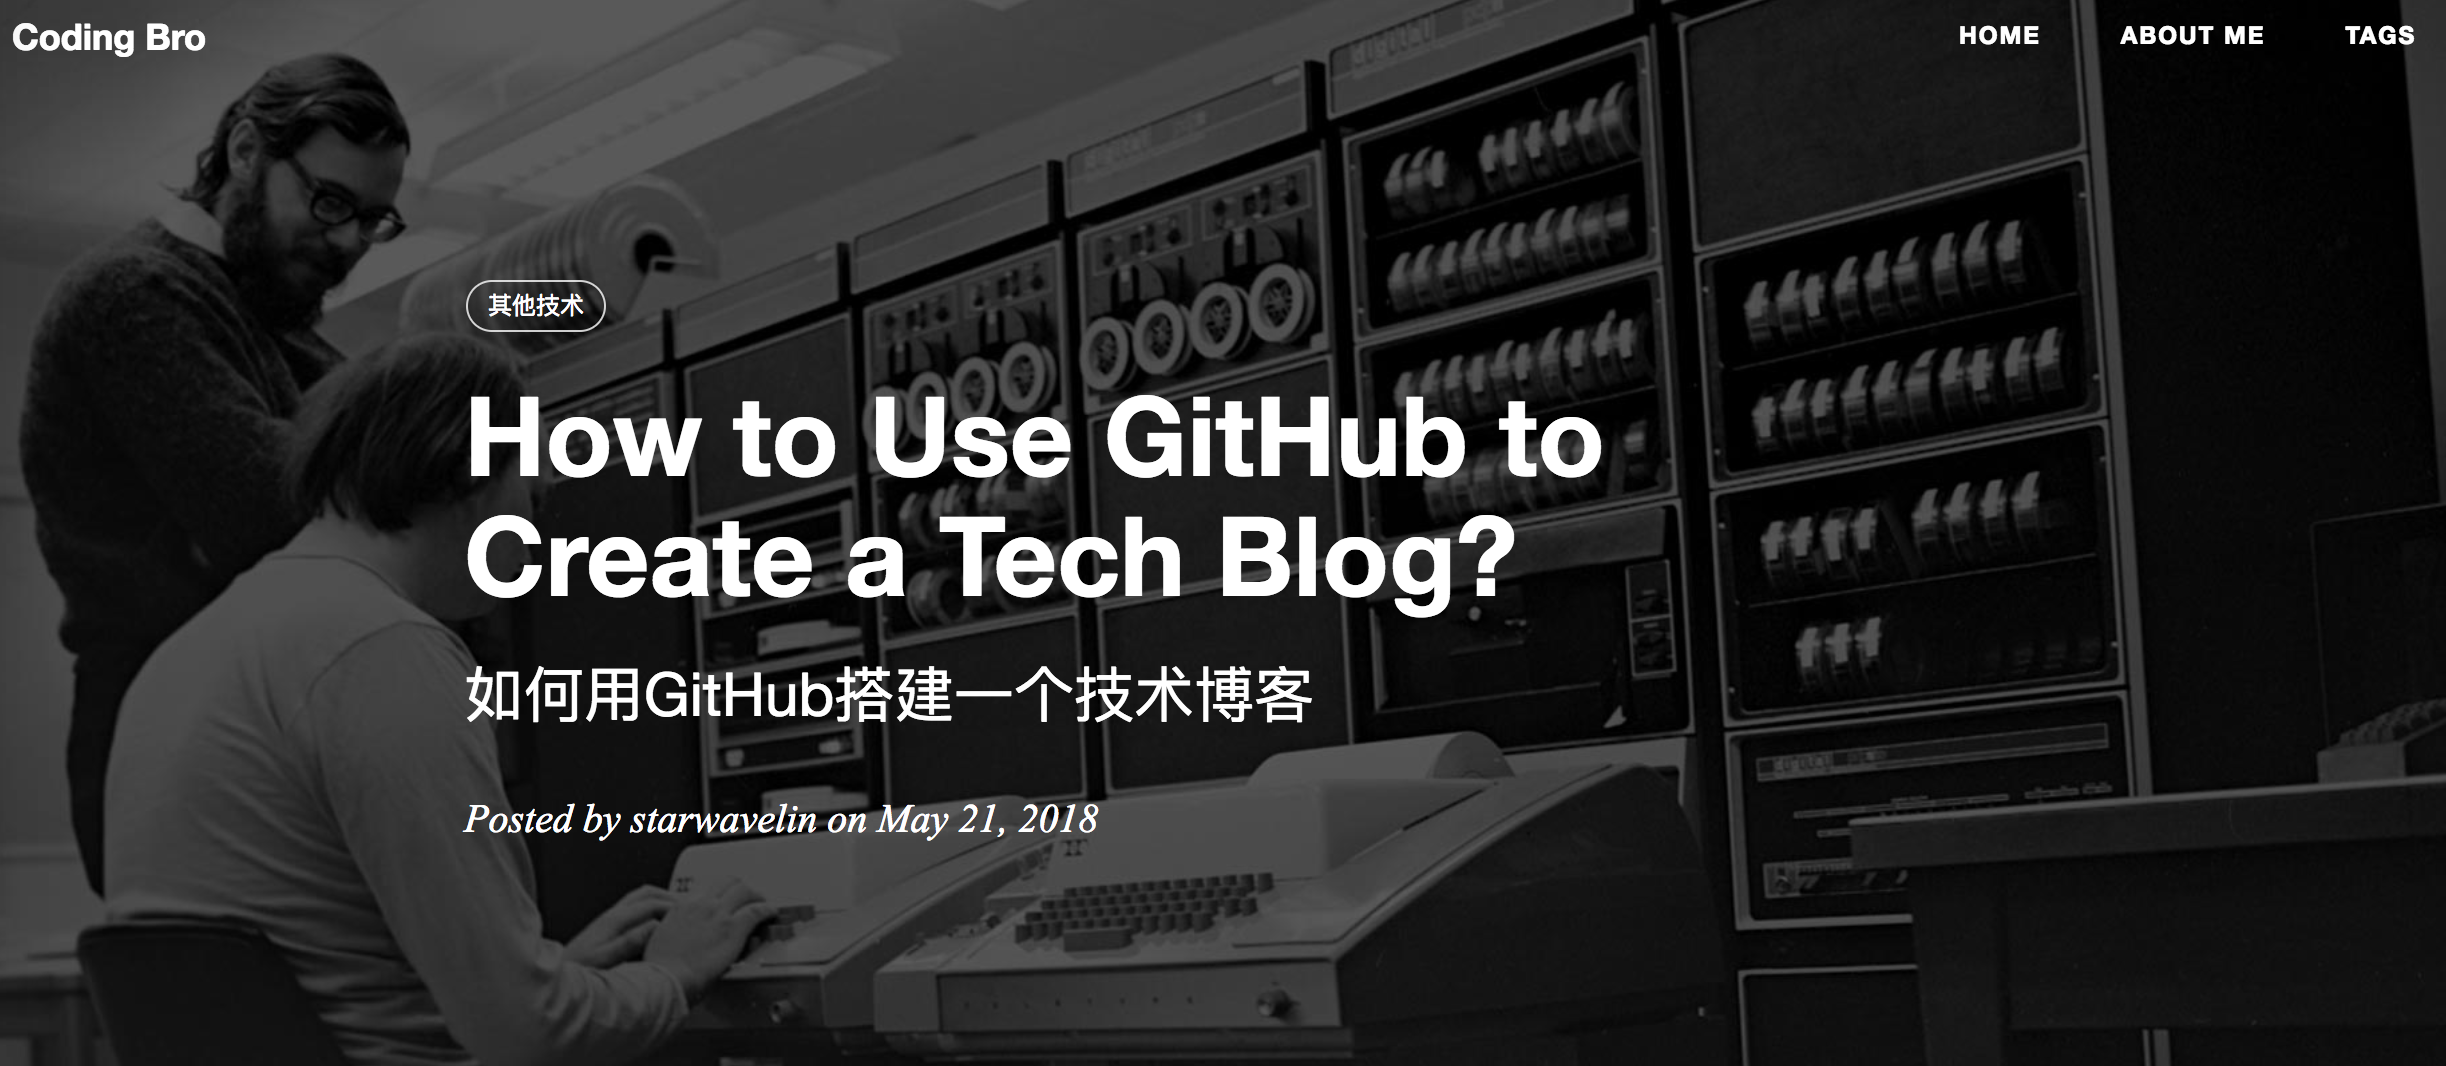 Coding Bro
HOME
ABOUT ME
TAGS
其他技术
How to Use GitHub to
Create a Tech Blog?
如何用GitHub搭建一个技术博客
Posted by starwavelin on May 21, 2018
digital
digital